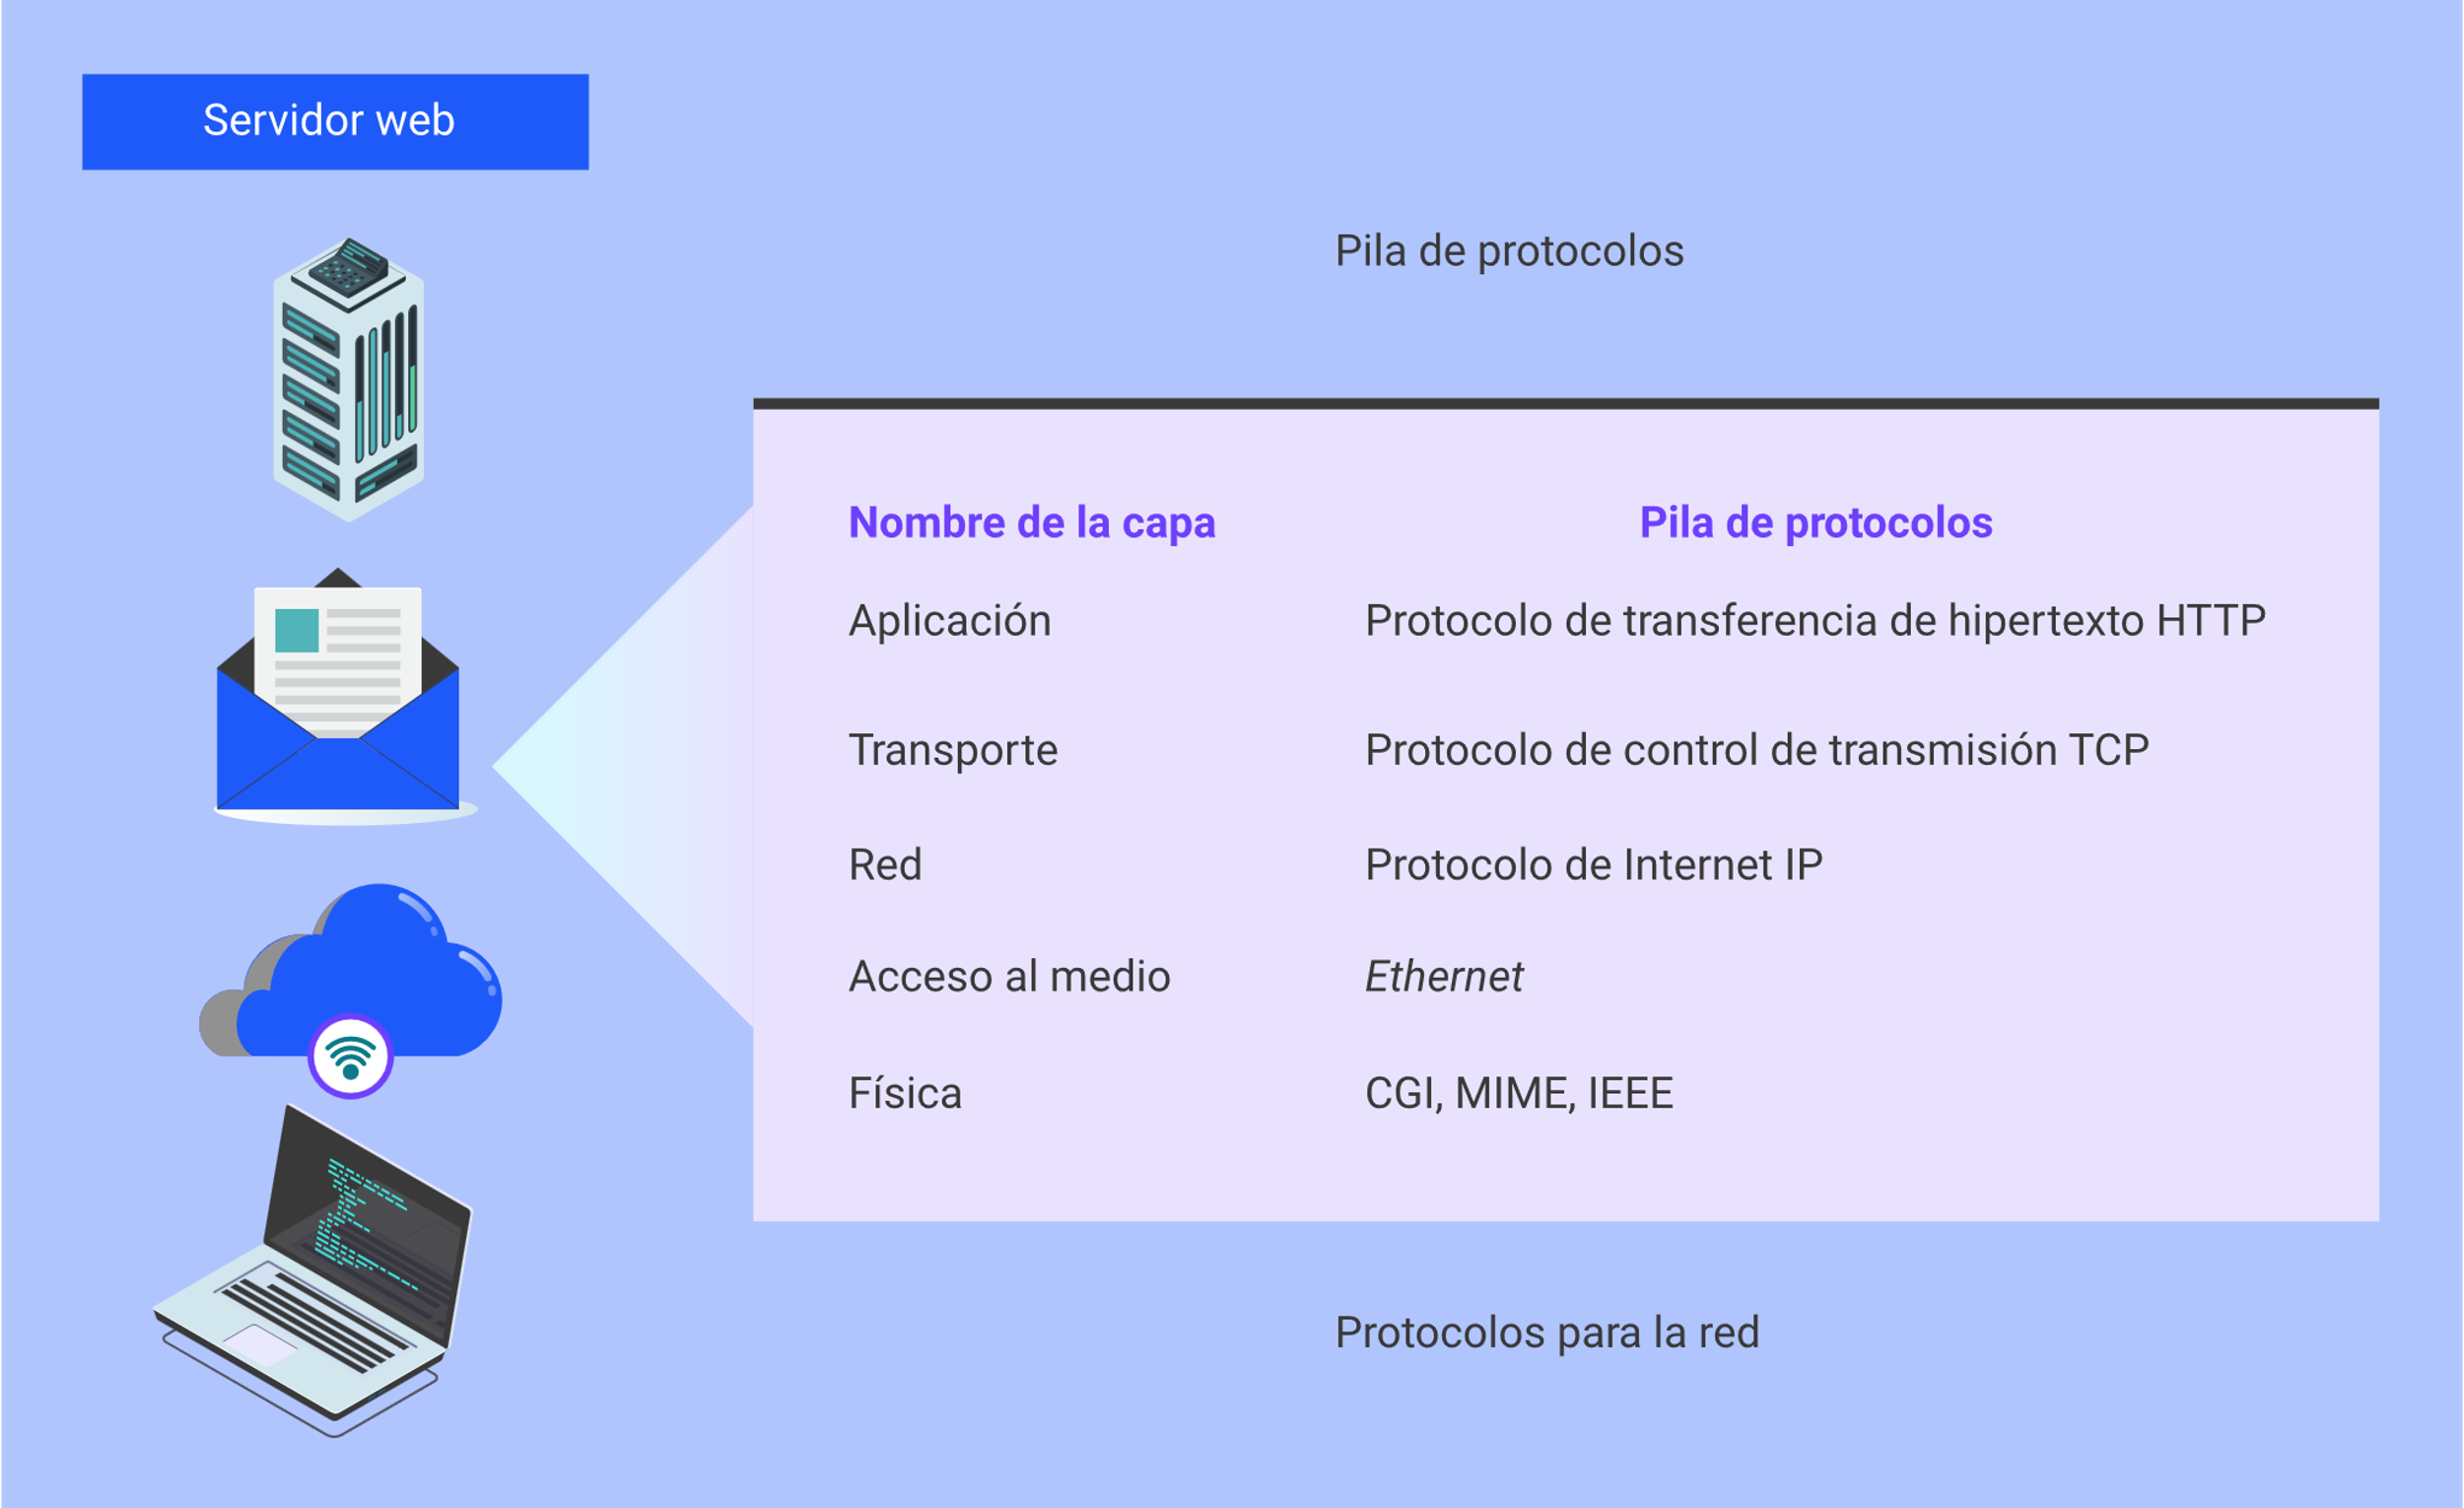 Servidor web
Pila de protocolos
Nombre de la capa Pila de protocolos
Aplicación Protocolo de transferencia de hipertexto HTTP
Transporte Protocolo de control de transmisión TCP
Red Protocolo de Internet IP
Acceso al medio Ethernet
Física CGI, MIME, IEEE
Protocolos para la red